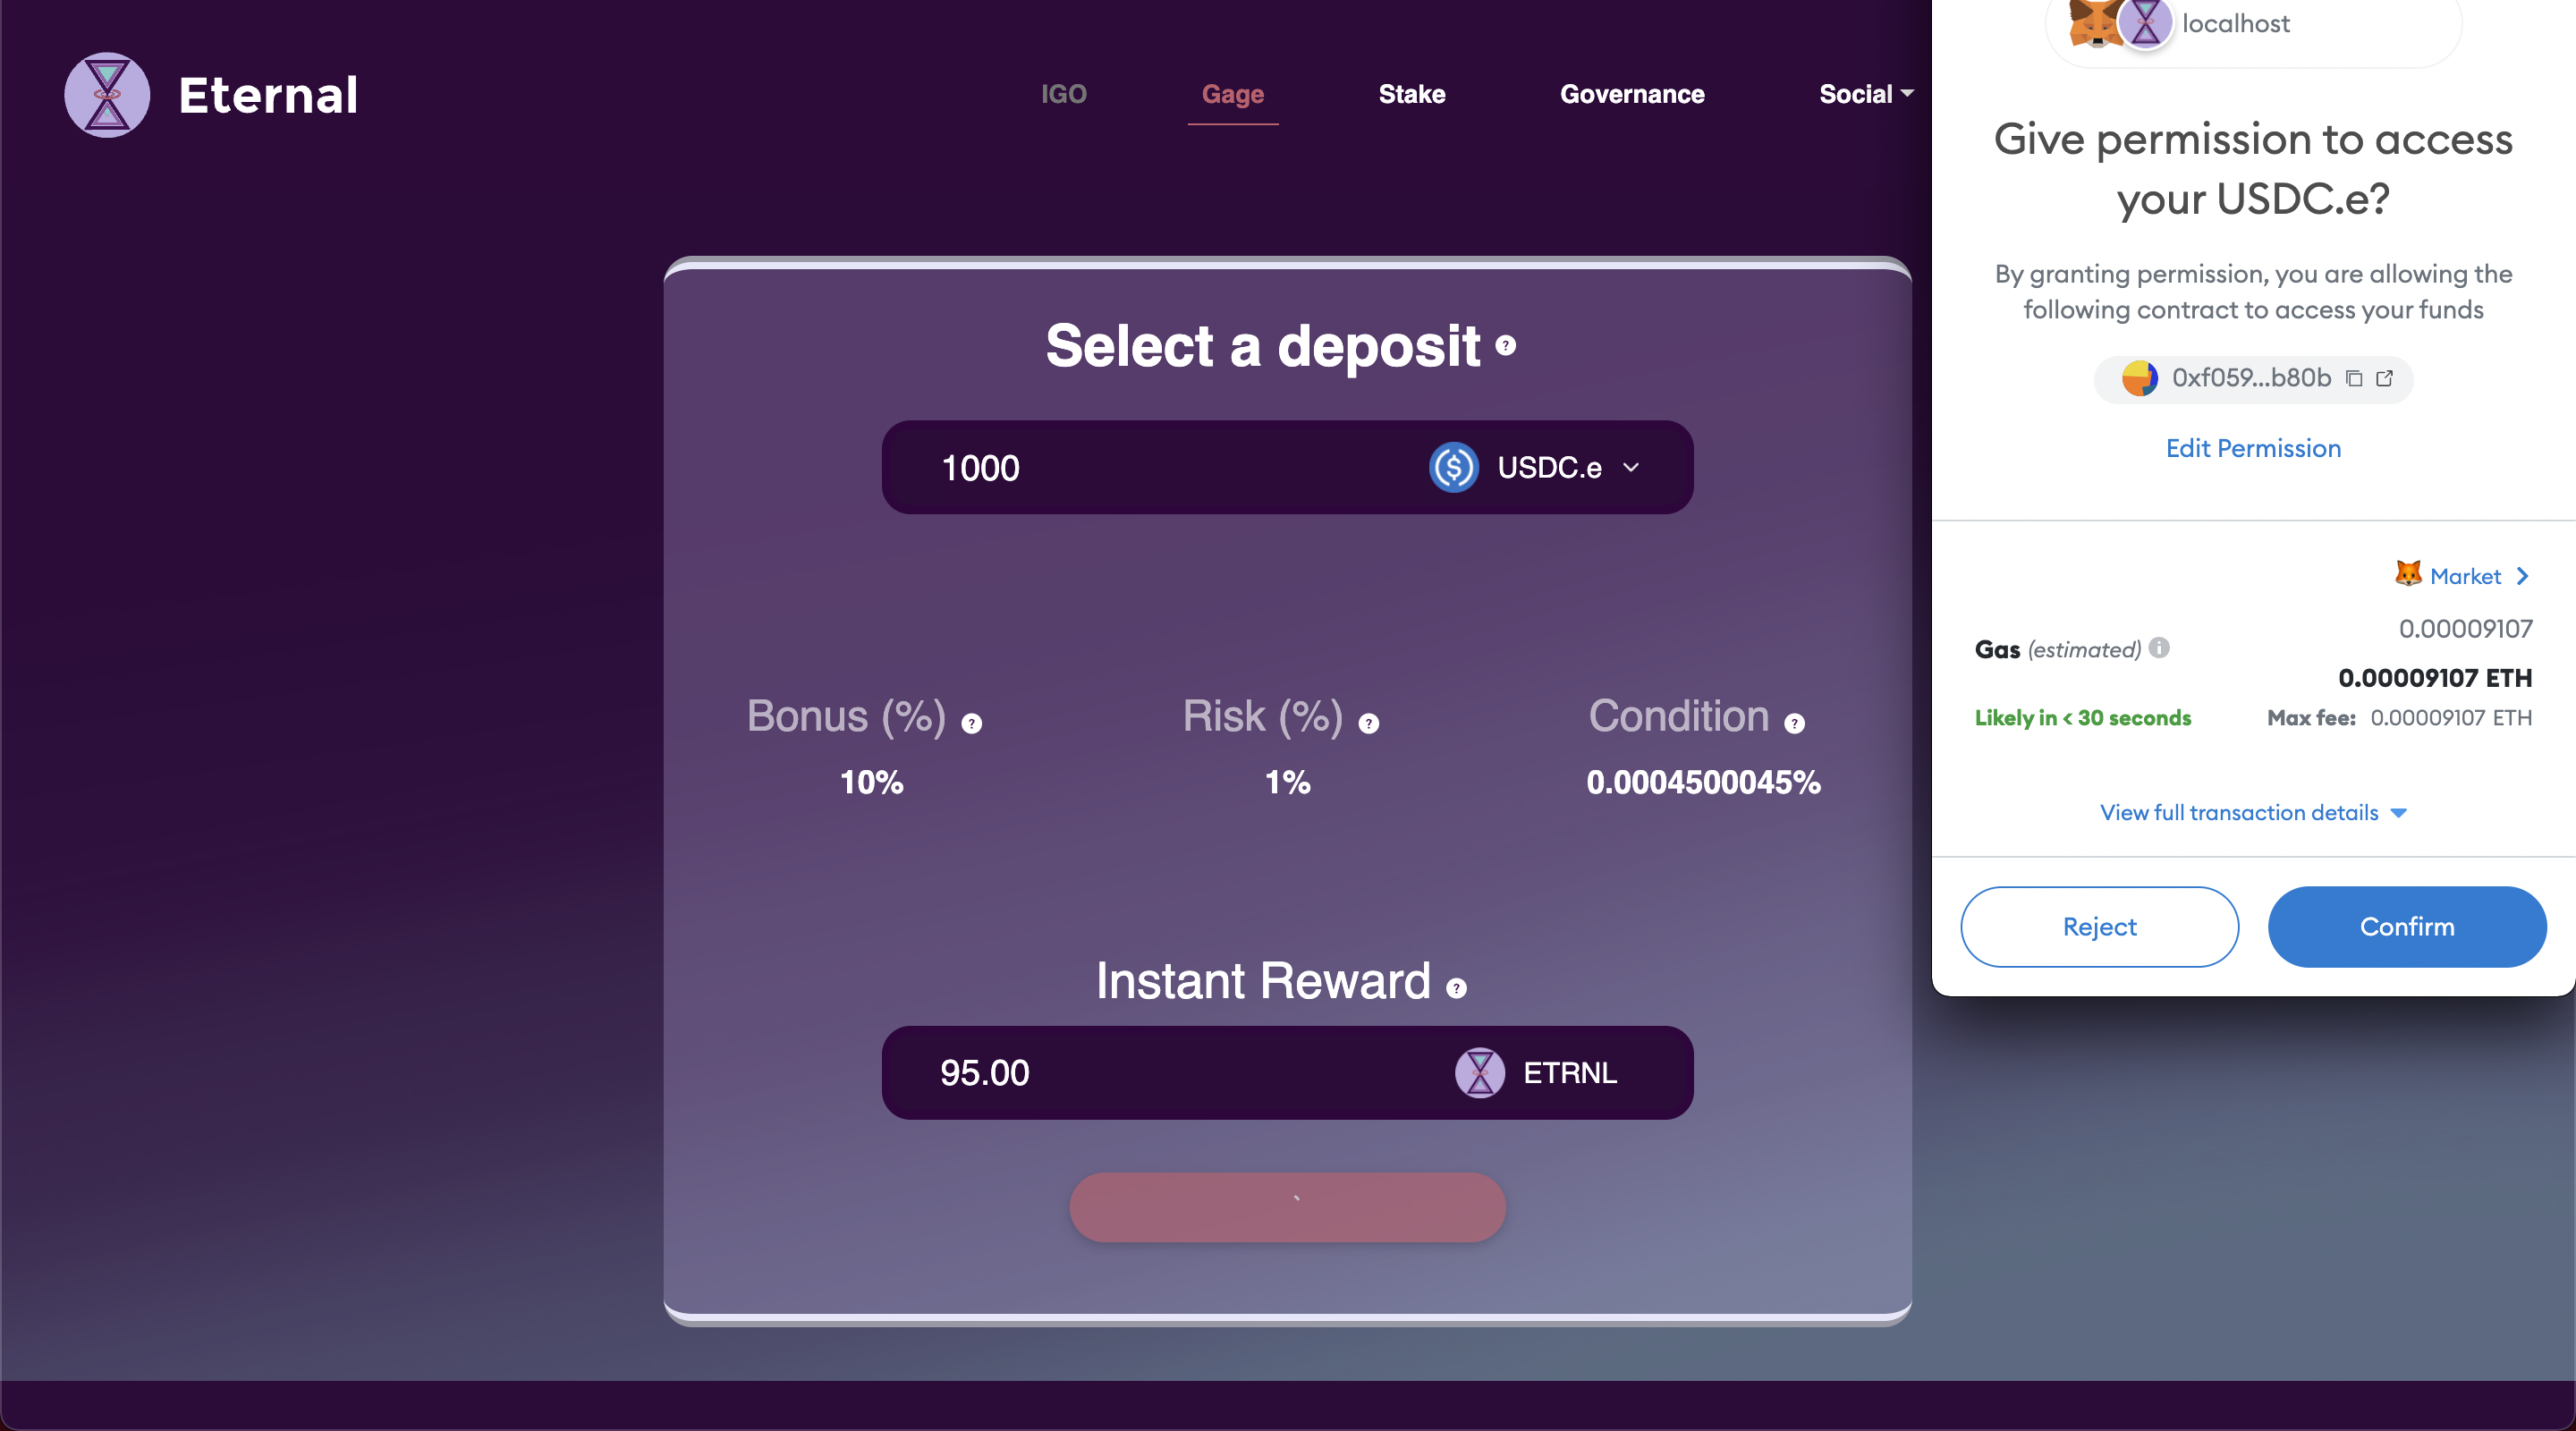 Eternal
IGO
Gage
Stake
Governance
Social
Select a deposit ?
1000
USDC.e
Bonus (%) ?
10%
Risk (%) ?
1%
Condition ?
0.0004500045%
Instant Reward ?
95.00
ETRNL
localhost
Give permission to access
your USDC.e?
By granting permission, you are allowing the
following contract to access your funds
0xf059...b80b
Edit Permission
Market
0.00009107
Gas (estimated) i
0.00009107 ETH
Likely in < 30 seconds
Max fee: 0.00009107 ETH
View full transaction details
Reject
Confirm